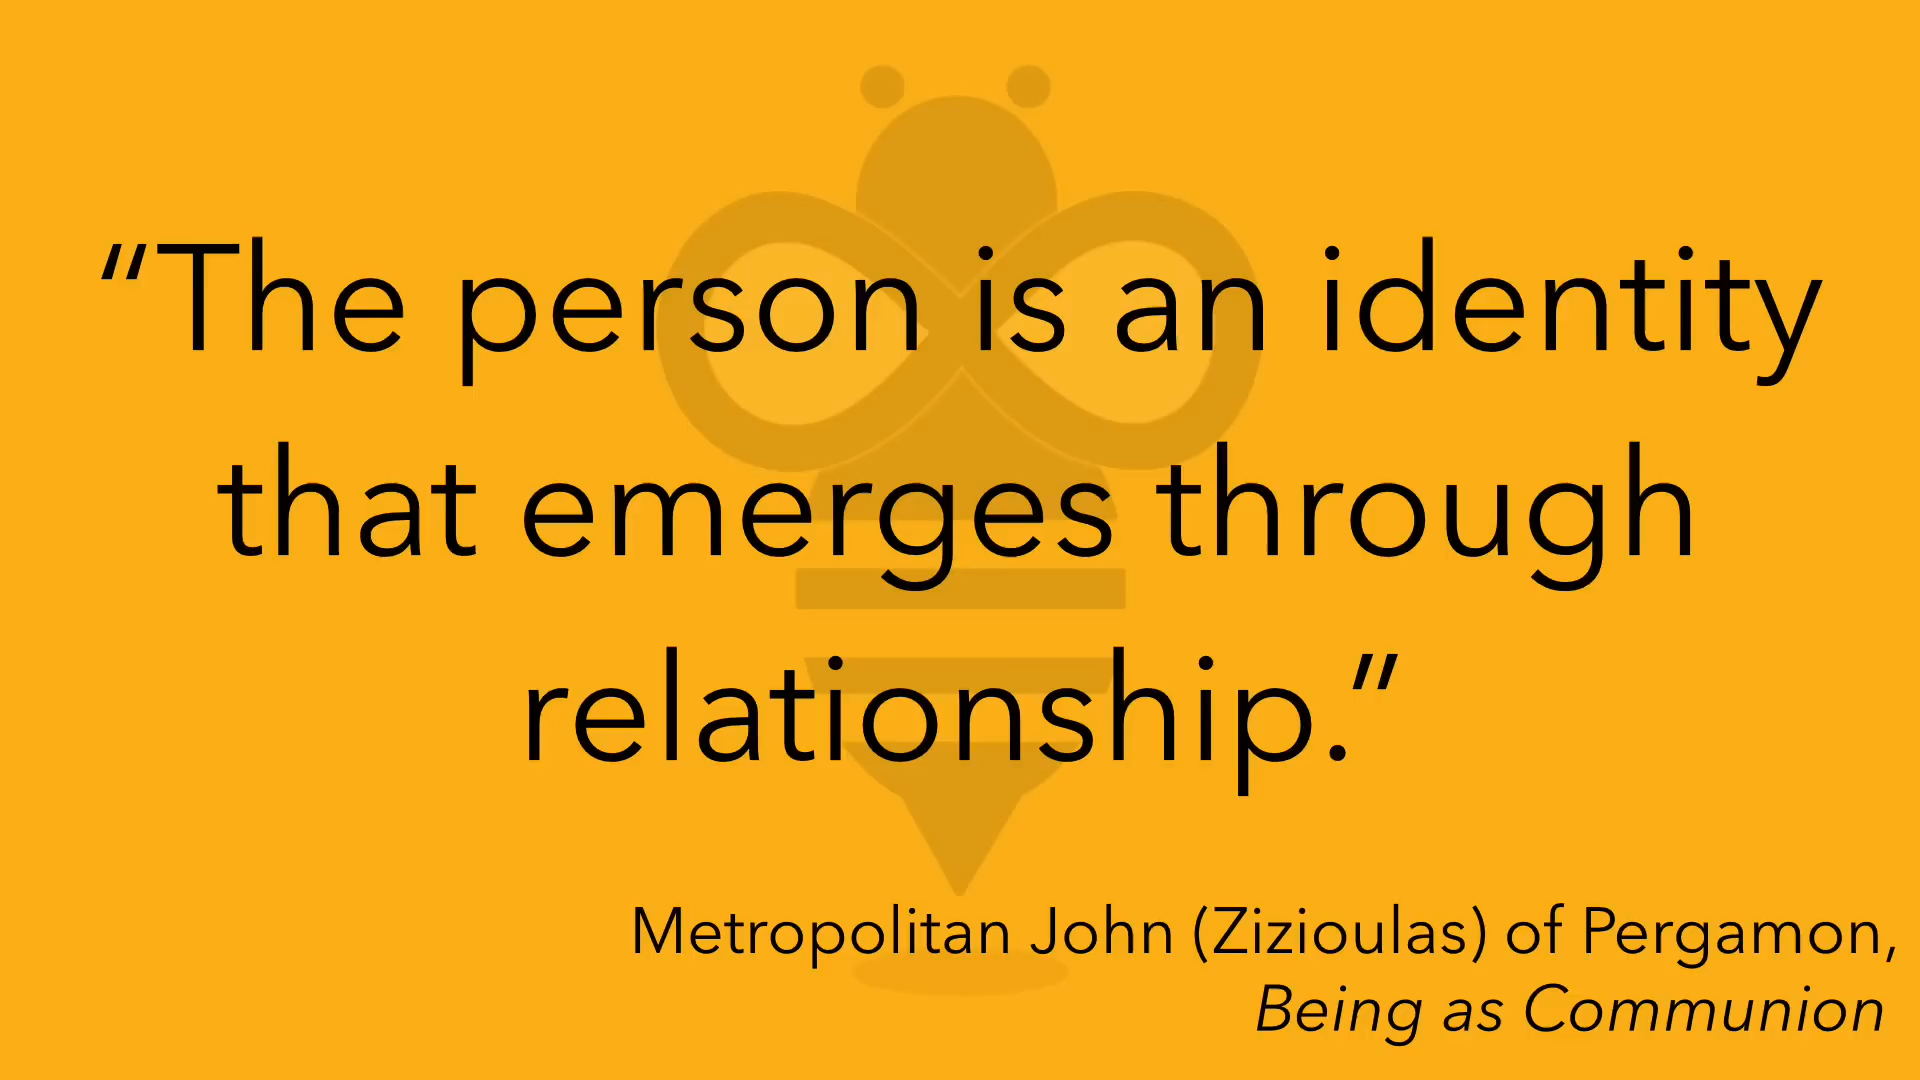 “The person is an identity
that emerges through
relationship.”
Metropolitan John (Zizioulas) of Pergamon,
Being as Communion